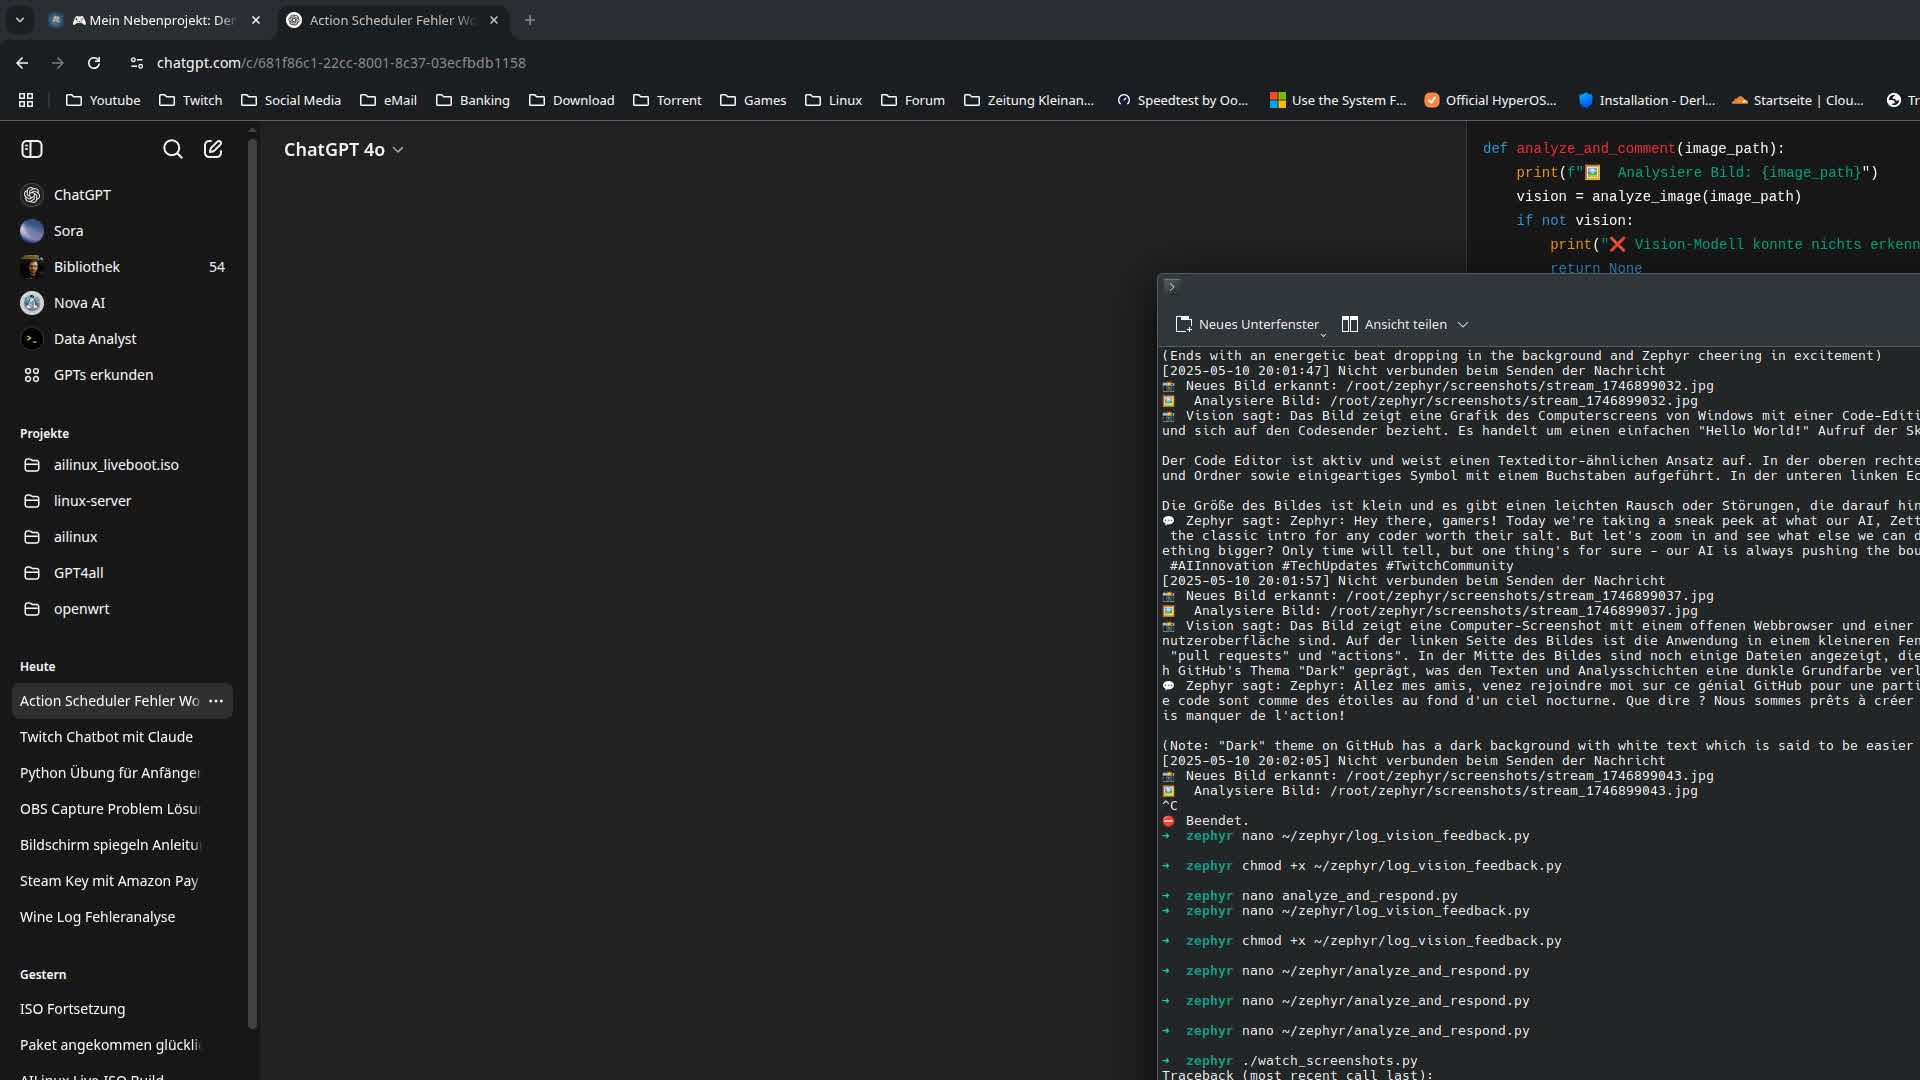 🎮 Mein Nebenprojekt: Der
Action Scheduler Fehler Wo
chatgpt.com/c/681f86c1-22cc-8001-8c37-03ecfbdb1158
Youtube
Twitch
Social Media
eMail
Banking
Download
Torrent
Games
Linux
Forum
Zeitung Kleinan...
Speedtest by Oo...
Use the System F...
Official HyperOS...
Installation - Derl...
Startseite | Clou...
Tr
ChatGPT
Sora
Bibliothek 54
Nova AI
Data Analyst
GPTs erkunden
Projekte
ailinux_liveboot.iso
linux-server
ailinux
GPT4all
openwrt
Heute
Action Scheduler Fehler Wo ...
Twitch Chatbot mit Claude
Python Übung für Anfänger
OBS Capture Problem Lösu
Bildschirm spiegeln Anleitu
Steam Key mit Amazon Pay
Wine Log Fehleranalyse
Gestern
ISO Fortsetzung
Paket angekommen glückli
AILinux Live ISO Build
ChatGPT 4o
def analyze_and_comment(image_path):
print(f"🖼️ Analysiere Bild: {image_path}")
vision = analyze_image(image_path)
if not vision:
print("❌ Vision-Modell konnte nichts erkenn
return None
Neues Unterfenster
Ansicht teilen
(Ends with an energetic beat dropping in the background and Zephyr cheering in excitement)
[2025-05-10 20:01:47] Nicht verbunden beim Senden der Nachricht
📸 Neues Bild erkannt: /root/zephyr/screenshots/stream_1746899032.jpg
🖼️ Analysiere Bild: /root/zephyr/screenshots/stream_1746899032.jpg
📸 Vision sagt: Das Bild zeigt eine Grafik des Computerscreens von Windows mit einer Code-Editi
und sich auf den Codesender bezieht. Es handelt um einen einfachen "Hello World!" Aufruf der Sk
Der Code Editor ist aktiv und weist einen Texteditor-ähnlichen Ansatz auf. In der oberen rechte
und Ordner sowie einigeartiges Symbol mit einem Buchstaben aufgeführt. In der unteren linken Ec
Die Größe des Bildes ist klein und es gibt einen leichten Rausch oder Störungen, die darauf hin
💬 Zephyr sagt: Zephyr: Hey there, gamers! Today we're taking a sneak peek at what our AI, Zett
the classic intro for any coder worth their salt. But let's zoom in and see what else we can d
ething bigger? Only time will tell, but one thing's for sure – our AI is always pushing the bou
#AIInnovation #TechUpdates #TwitchCommunity
[2025-05-10 20:01:57] Nicht verbunden beim Senden der Nachricht
📸 Neues Bild erkannt: /root/zephyr/screenshots/stream_1746899037.jpg
🖼️ Analysiere Bild: /root/zephyr/screenshots/stream_1746899037.jpg
📸 Vision sagt: Das Bild zeigt eine Computer-Screenshot mit einem offenen Webbrowser und einer
nutzeroberfläche sind. Auf der linken Seite des Bildes ist die Anwendung in einem kleineren Fen
"pull requests" und "actions". In der Mitte des Bildes sind noch einige Dateien angezeigt, die
h GitHub's Thema "Dark" geprägt, was den Texten und Analysschichten eine dunkle Grundfarbe verl
💬 Zephyr sagt: Zephyr: Allez mes amis, venez rejoindre moi sur ce génial GitHub pour une parti
e code sont comme des étoiles au fond d'un ciel nocturne. Que dire ? Nous sommes prêts à créer
is manquer de l'action!
(Note: "Dark" theme on GitHub has a dark background with white text which is said to be easier
[2025-05-10 20:02:05] Nicht verbunden beim Senden der Nachricht
📸 Neues Bild erkannt: /root/zephyr/screenshots/stream_1746899043.jpg
🖼️ Analysiere Bild: /root/zephyr/screenshots/stream_1746899043.jpg
^C
⛔ Beendet.
➜ zephyr nano ~/zephyr/log_vision_feedback.py
➜ zephyr chmod +x ~/zephyr/log_vision_feedback.py
➜ zephyr nano analyze_and_respond.py
➜ zephyr nano ~/zephyr/log_vision_feedback.py
➜ zephyr chmod +x ~/zephyr/log_vision_feedback.py
➜ zephyr nano ~/zephyr/analyze_and_respond.py
➜ zephyr nano ~/zephyr/analyze_and_respond.py
➜ zephyr nano ~/zephyr/analyze_and_respond.py
➜ zephyr ./watch_screenshots.py
Traceback (most recent call last):